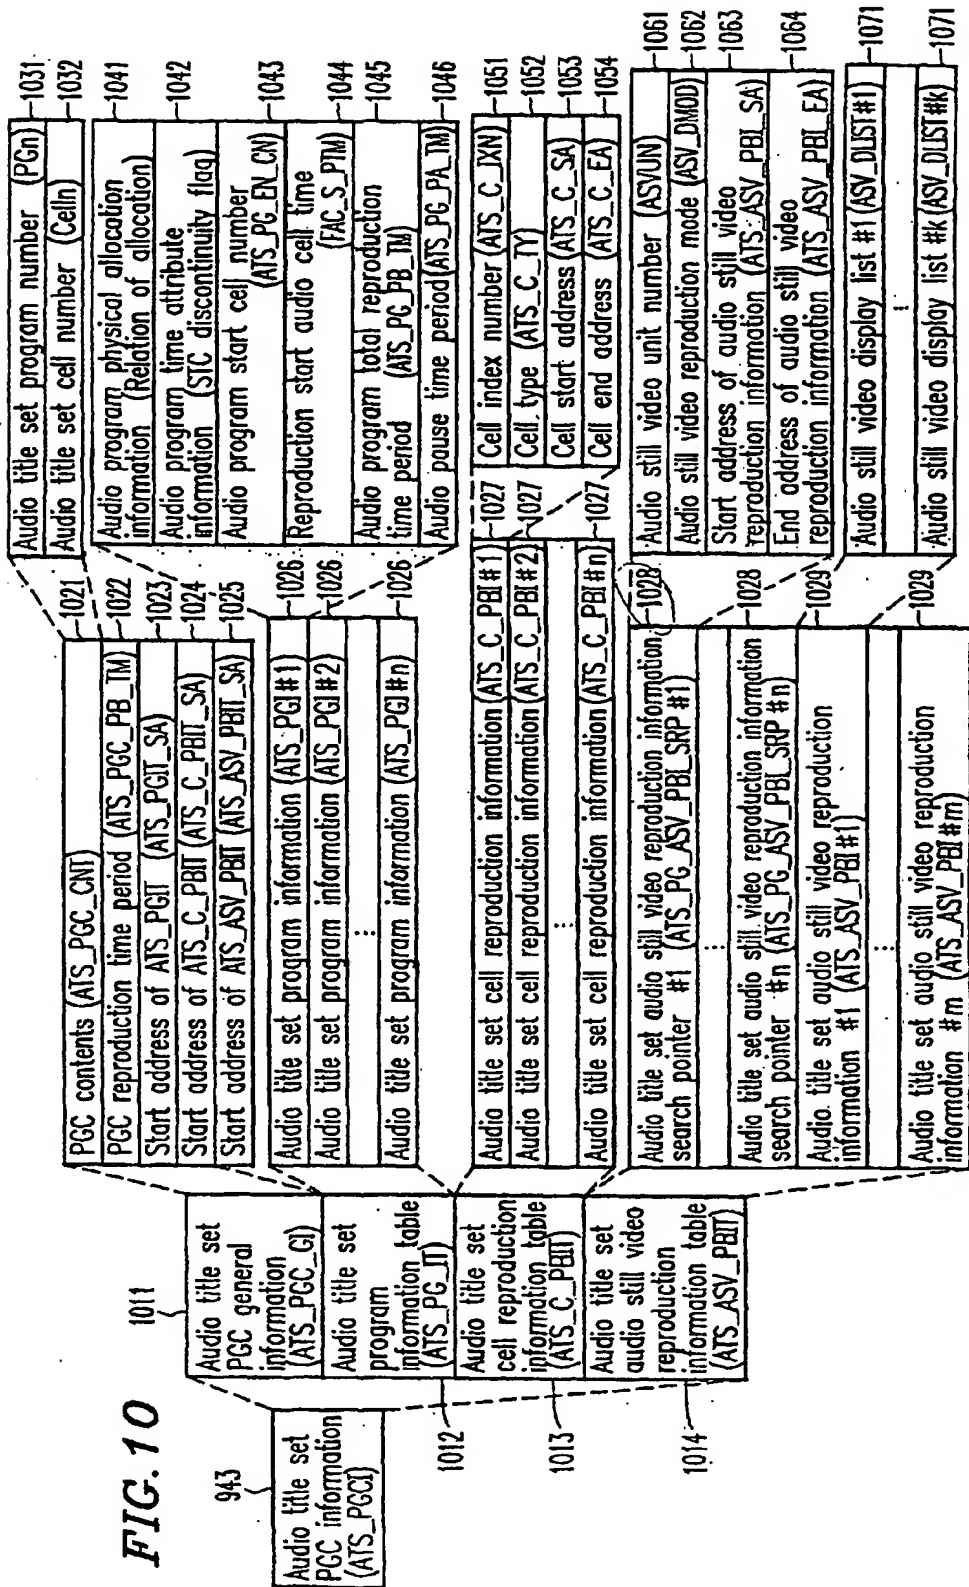 FIG. 10
943
Audio title set
PGC information
(ATS_PGCI)
1011
Audio title set
PGC general
information
(ATS_PGC_GI)
Audio title set
program
information table
(ATS_PG_IT)
1012
Audio title set
cell reproduction
information table
(ATS_C_PBIT)
1013
Audio title set
audio still video
reproduction
information table
(ATS_ASV_PBIT)
1014
PGC contents (ATS_PGC_CNT)
1021
PGC reproduction time period (ATS_PGC_PB_TM)
1022
Start address of ATS_PGIT (ATS_PGIT_SA)
1023
Start address of ATS_C_PBIT (ATS_C_PBIT_SA)
1024
Start address of ATS_ASV_PBIT (ATS_ASV_PBIT_SA)
1025
Audio title set program information (ATS_PGI#1)
1026
Audio title set program information (ATS_PGI#2)
1026
...
Audio title set program information (ATS_PGI#n)
1026
Audio title set cell reproduction information (ATS_C_PBI#1)
1027
Audio title set cell reproduction information (ATS_C_PBI#2)
1027
...
Audio title set cell reproduction information (ATS_C_PBI#n)
1027
Audio title set audio still video reproduction information
search pointer #1 (ATS_PG_ASV_PBI_SRP #1)
1028
...
Audio title set audio still video reproduction information
search pointer #n (ATS_PG_ASV_PBI_SRP #n)
1028
Audio title set audio still video reproduction
information #1 (ATS_ASV_PBI#1)
1029
...
Audio title set audio still video reproduction
information #m (ATS_ASV_PBI#m)
1029
Audio title set program number (PGn)
1031
Audio title set cell number (Celln)
1032
Audio program physical allocation
information (Relation of allocation)
1041
Audio program time attribute
information (STC discontinuity flaq)
1042
Audio program start cell number
(ATS_PG_EN_CN)
1043
Reproduction start audio cell time
(FAC_S_PTM)
1044
Audio program total reproduction
time period (ATS_PG_PB_TM)
1045
Audio pause time period (ATS_PG_PA_TM)
1046
Cell index number (ATS_C_IXN)
1051
Cell type (ATS_C_TY)
1052
Cell start address (ATS_C_SA)
1053
Cell end address (ATS_C_EA)
1054
Audio still video unit number (ASVUN)
1061
Audio still video reproduction mode (ASV_DMOD)
1062
Start address of audio still video
reproduction information (ATS_ASV_PBI_SA)
1063
End address of audio still video
reproduction information (ATS_ASV_PBI_EA)
1064
Audio still video display list #1 (ASV_DLIST #1)
1071
Audio still video display list #k (ASV_DLIST #k)
1071